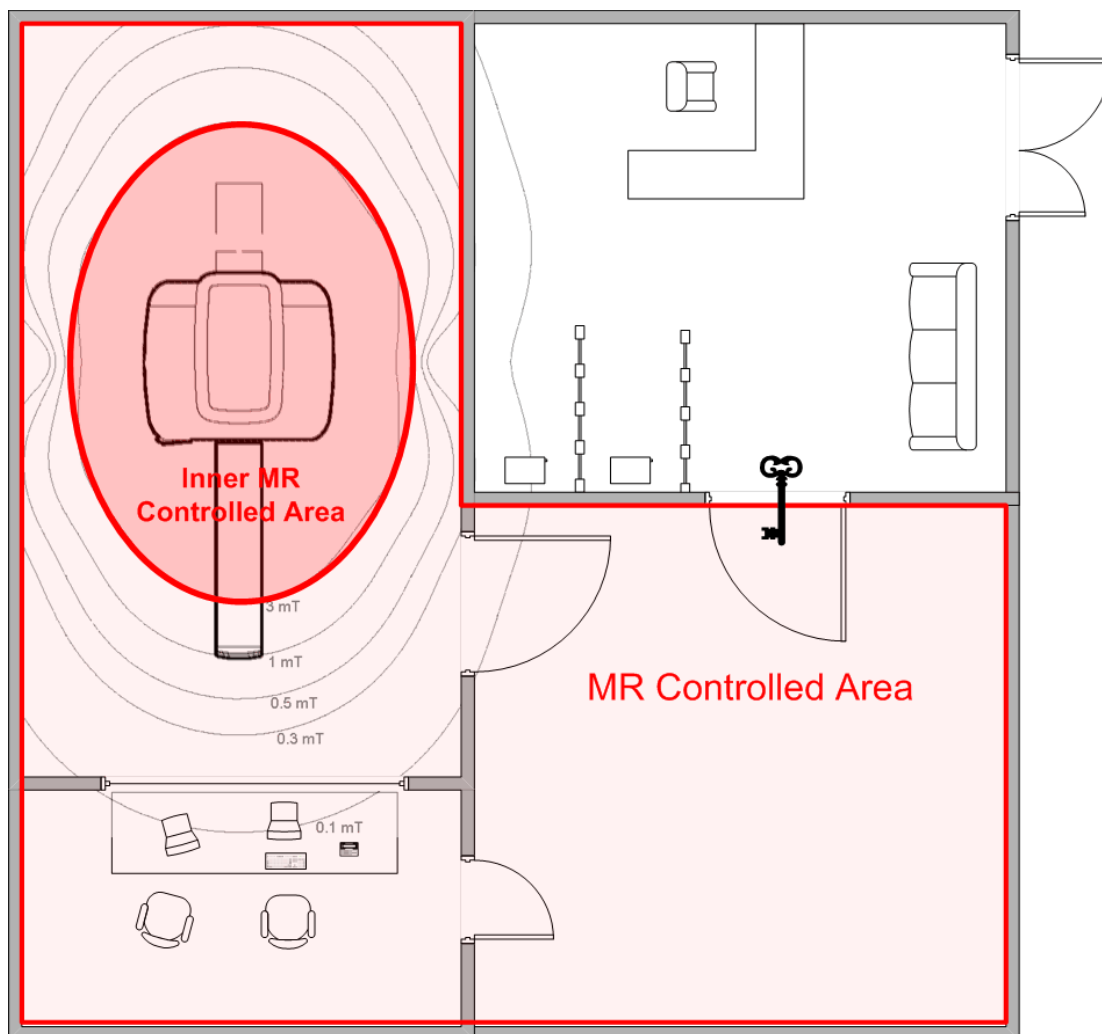 Inner MR
Controlled Area
3 mT
1 mT
MR Controlled Area
0.5 mT
0.3 mT
0.1 mT